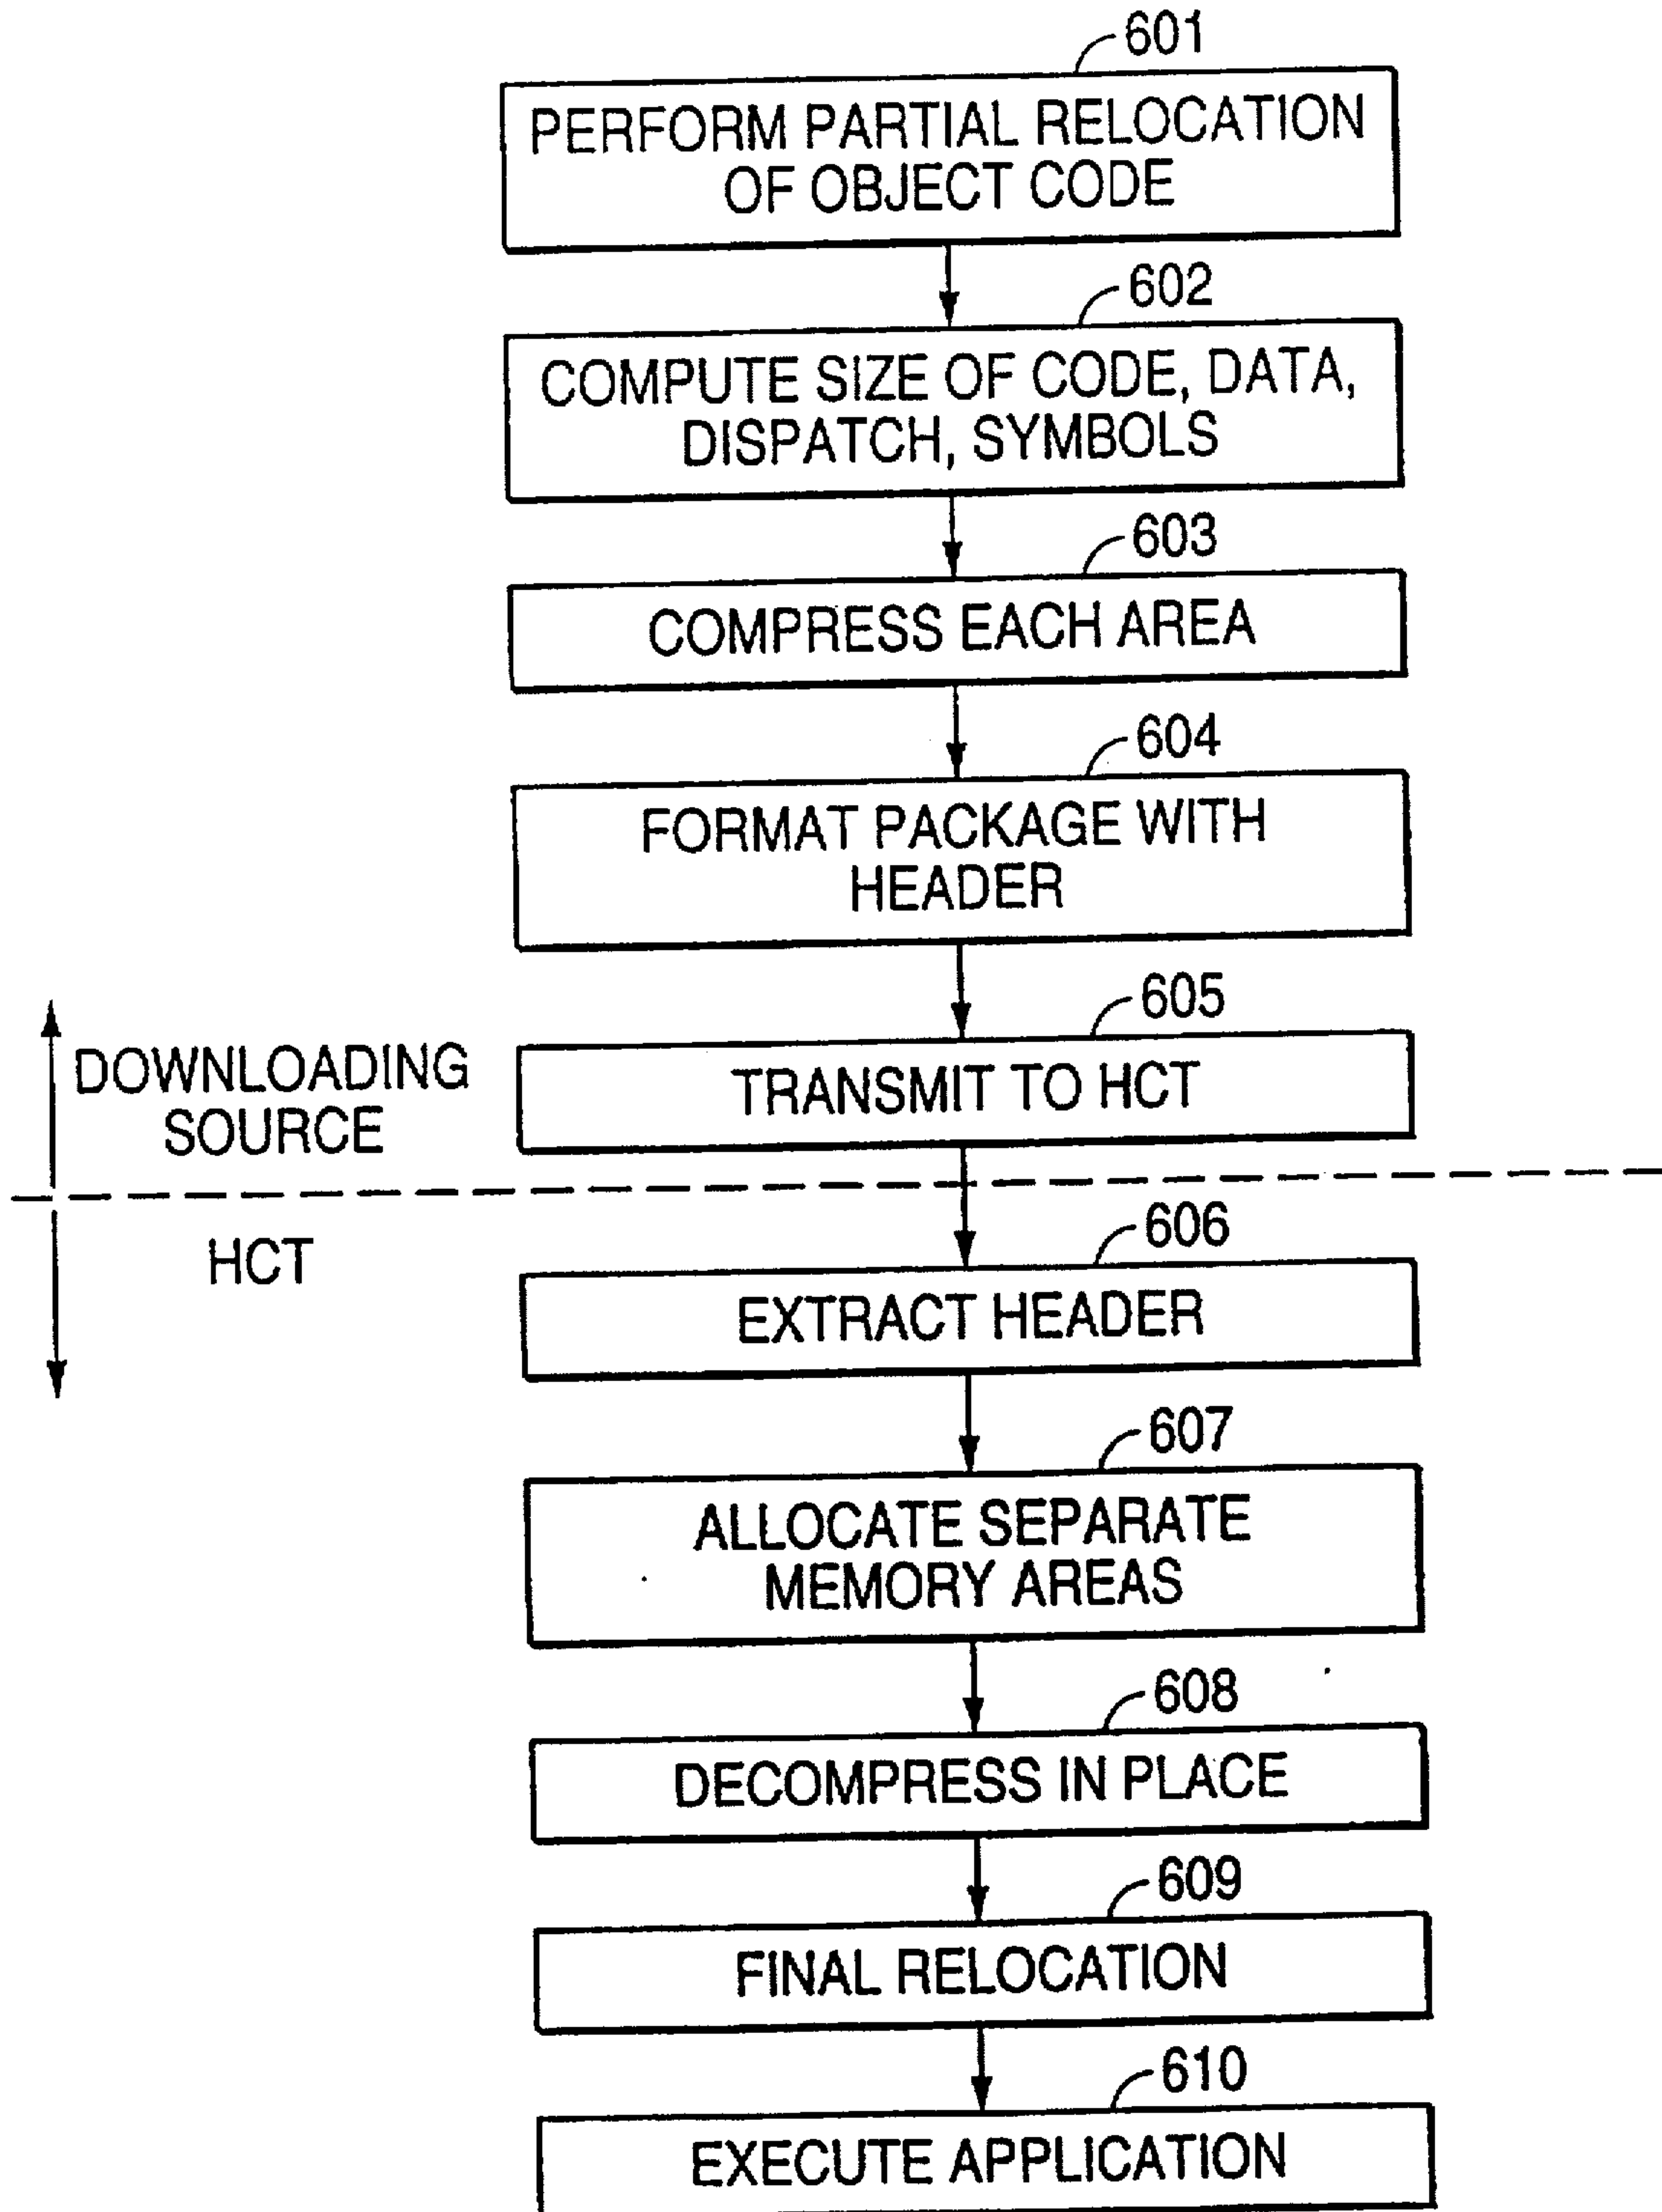 601
PERFORM PARTIAL RELOCATION
OF OBJECT CODE
602
COMPUTE SIZE OF CODE, DATA,
DISPATCH, SYMBOLS
603
COMPRESS EACH AREA
604
FORMAT PACKAGE WITH
HEADER
605
TRANSMIT TO HCT
DOWNLOADING
SOURCE
HCT
606
EXTRACT HEADER
607
ALLOCATE SEPARATE
MEMORY AREAS
608
DECOMPRESS IN PLACE
609
FINAL RELOCATION
610
EXECUTE APPLICATION